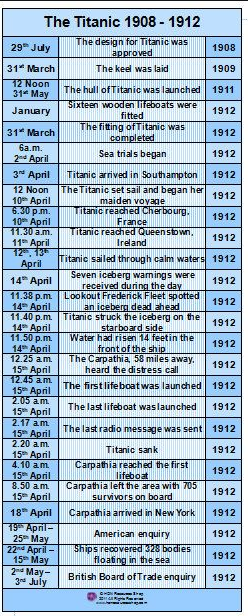 The Titanic 1908 - 1912
29th July The design for Titanic was approved 1908
31st March The keel was laid 1909
12 Noon 31st May The hull of Titanic was launched 1911
January Sixteen wooden lifeboats were fitted 1912
31st March The fitting of Titanic was completed 1912
6a.m. 2nd April Sea trials began 1912
3rd April Titanic arrived in Southampton 1912
12 Noon 10th April The Titanic set sail and began her maiden voyage 1912
6.30 p.m. 10th April Titanic reached Cherbourg, France 1912
11.30 a.m. 11th April Titanic reached Queenstown, Ireland 1912
12th, 13th April Titanic sailed through calm waters 1912
14th April Seven iceberg warnings were received during the day 1912
11.38 p.m. 14th April Lookout Frederick Fleet spotted an iceberg dead ahead 1912
11.40 p.m. 14th April Titanic struck the iceberg on the starboard side 1912
11.50 p.m. 14th April Water had risen 14 feet in the front of the ship 1912
12.25 a.m. 15th April The Carpathia, 58 miles away, heard the distress call 1912
12.45 a.m. 15th April The first lifeboat was launched 1912
2.05 a.m. 15th April The last lifeboat was launched 1912
2.17 a.m. 15th April The last radio message was sent 1912
2.20 a.m. 15th April Titanic sank 1912
4.10 a.m. 15th April Carpathia reached the first lifeboat 1912
8.50 a.m. 15th April Carpathia left the area with 705 survivors on board 1912
18th April Carpathia arrived in New York 1912
19th April – 25th May American enquiry 1912
22nd April – 15th May Ships recovered 328 bodies floating in the sea 1912
2nd May – 3rd July British Board of Trade enquiry 1912